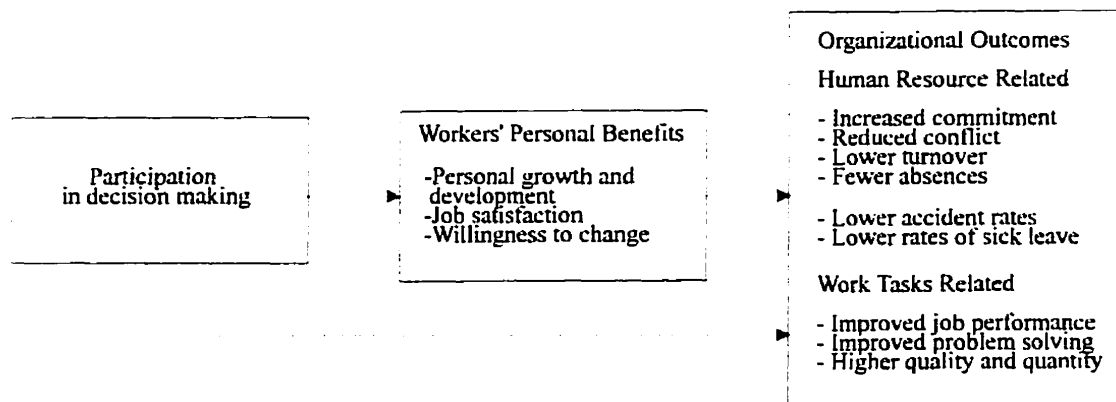 Participation
in decision making
Workers' Personal Benefits
-Personal growth and
development
-Job satisfaction
-Willingness to change
Organizational Outcomes
Human Resource Related
- Increased commitment
- Reduced conflict
- Lower turnover
- Fewer absences
- Lower accident rates
- Lower rates of sick leave
Work Tasks Related
- Improved job performance
- Improved problem solving
- Higher quality and quantify